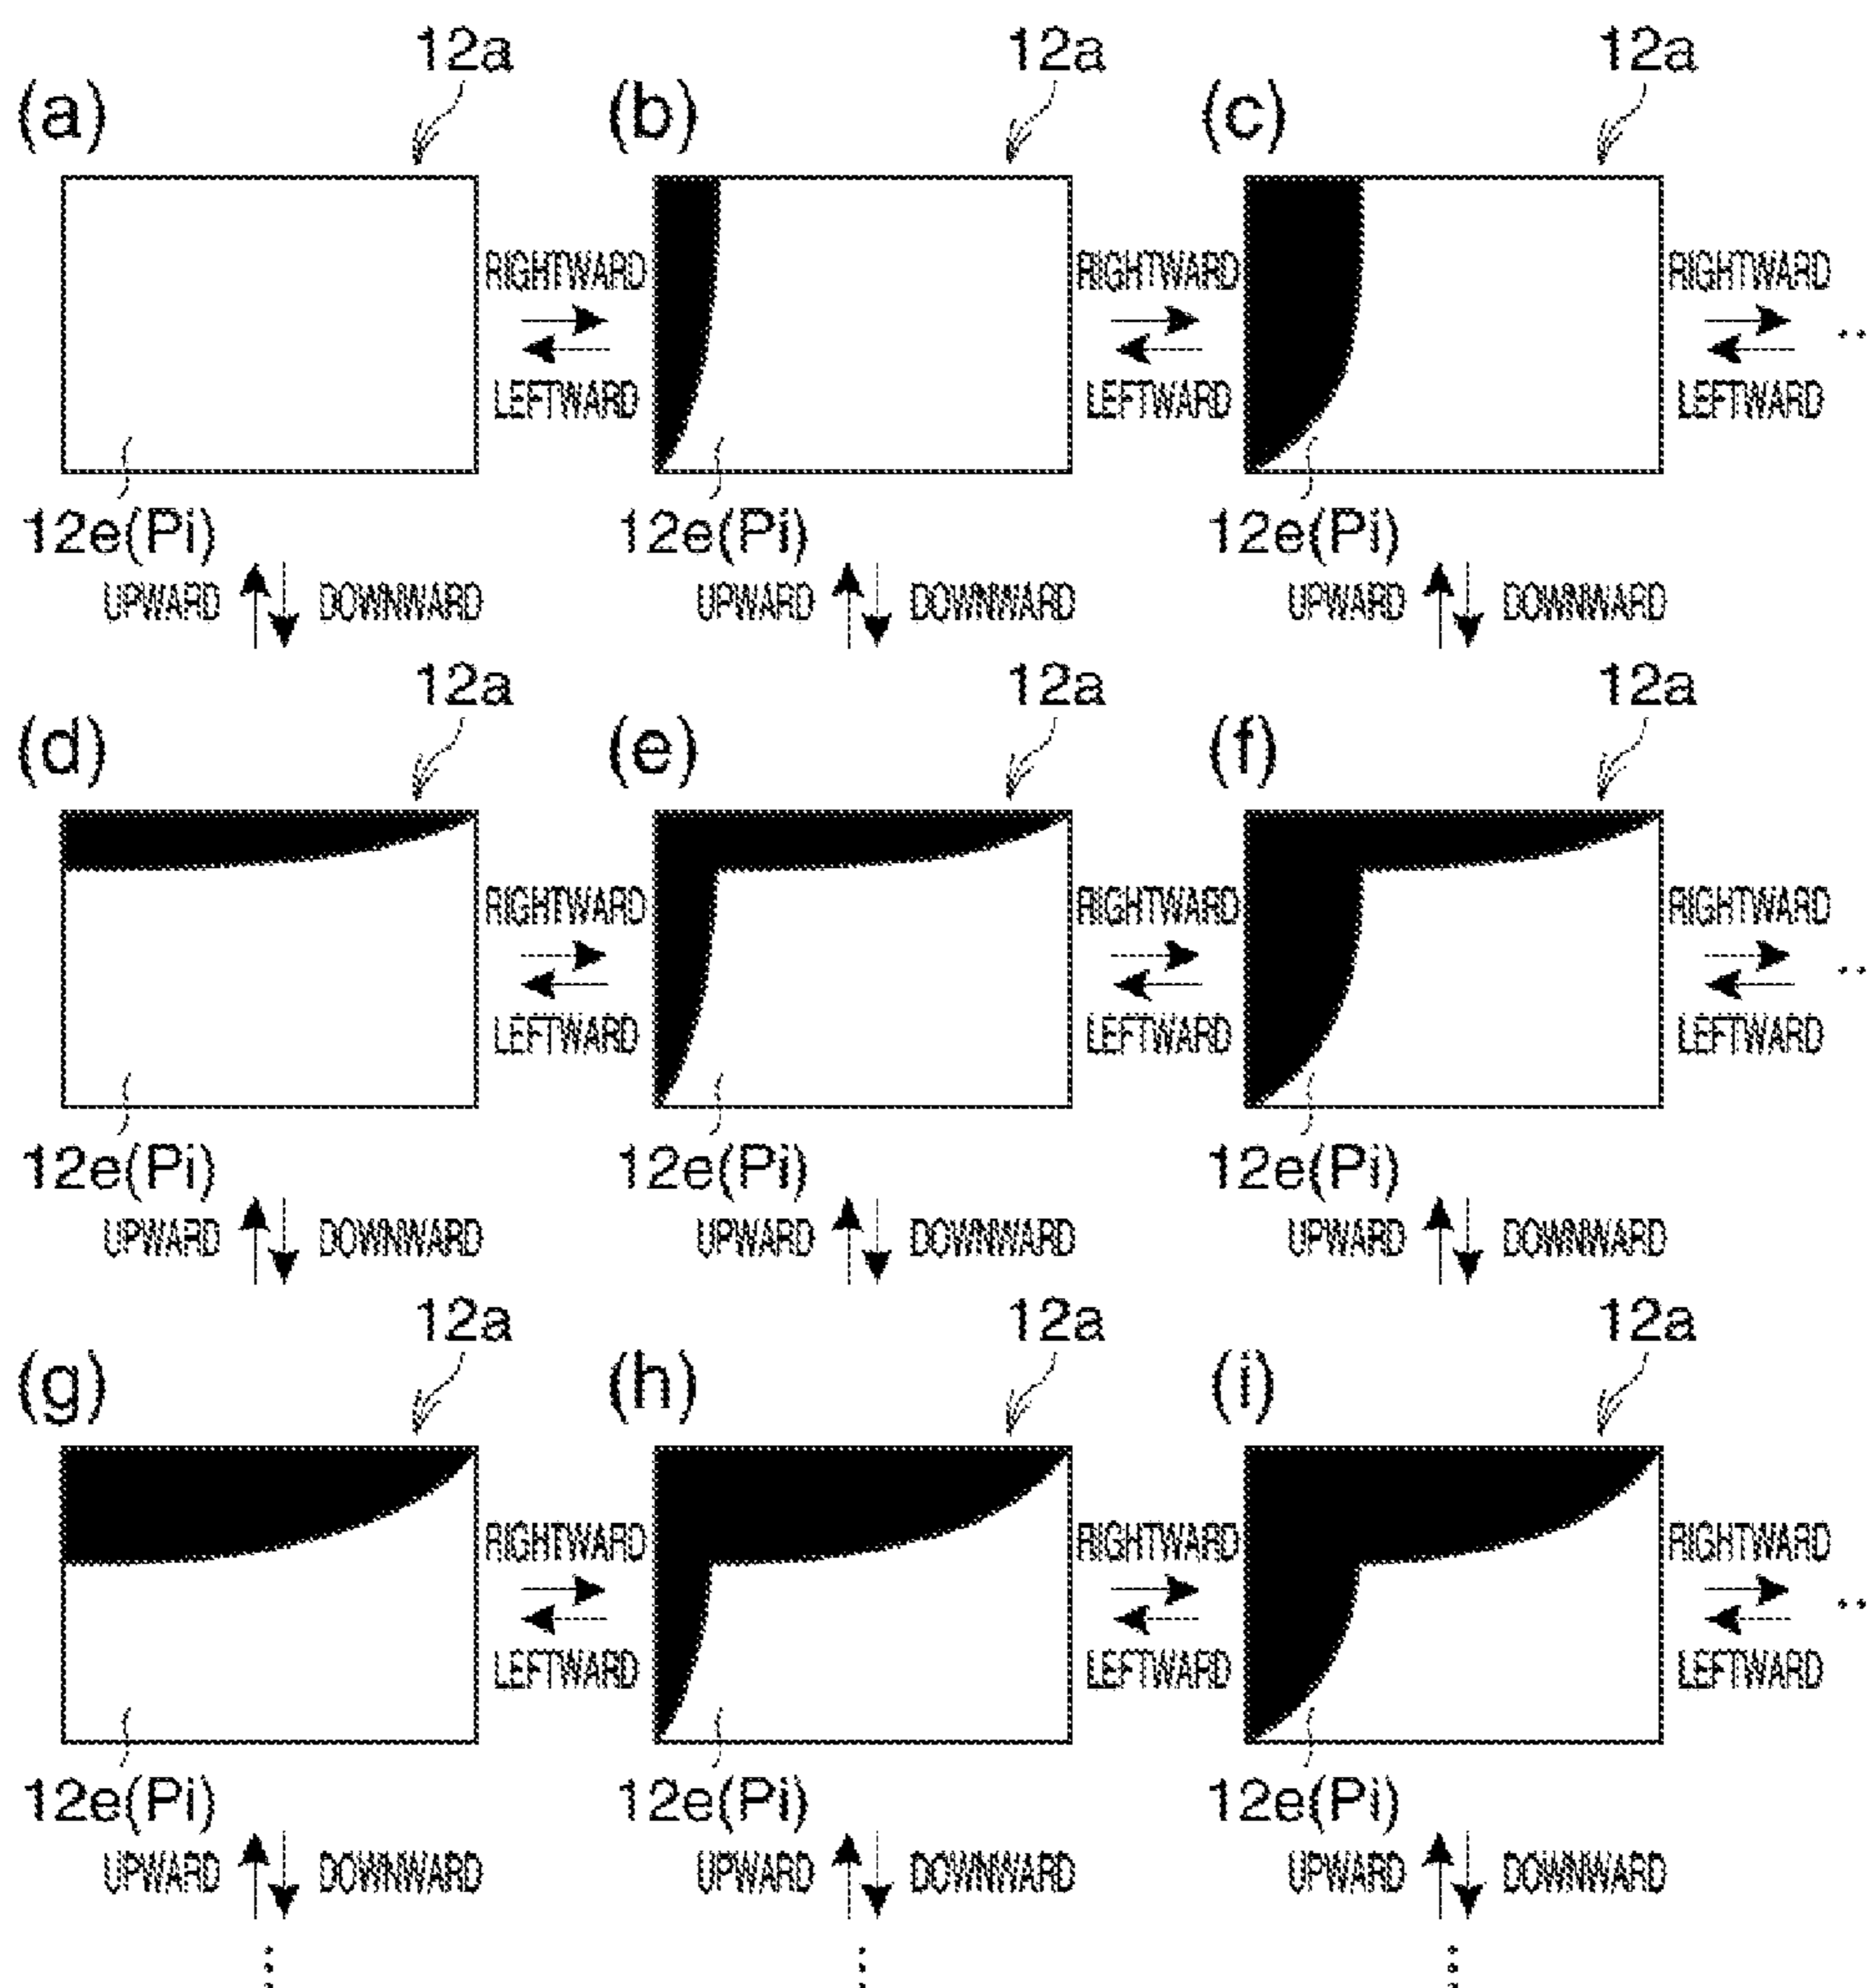 12a 12a 12a
(a) (b) (c)
RIGHTWARD RIGHTWARD RIGHTWARD
LEFTWARD LEFTWARD LEFTWARD
12e(Pi) 12e(Pi) 12e(Pi)
UPWARD DOWNWARD UPWARD DOWNWARD UPWARD DOWNWARD
12a 12a 12a
(d) (e) (f)
RIGHTWARD RIGHTWARD RIGHTWARD
LEFTWARD LEFTWARD LEFTWARD
12e(Pi) 12e(Pi) 12e(Pi)
UPWARD DOWNWARD UPWARD DOWNWARD UPWARD DOWNWARD
12a 12a 12a
(g) (h) (i)
RIGHTWARD RIGHTWARD RIGHTWARD
LEFTWARD LEFTWARD LEFTWARD
12e(Pi) 12e(Pi) 12e(Pi)
UPWARD DOWNWARD UPWARD DOWNWARD UPWARD DOWNWARD